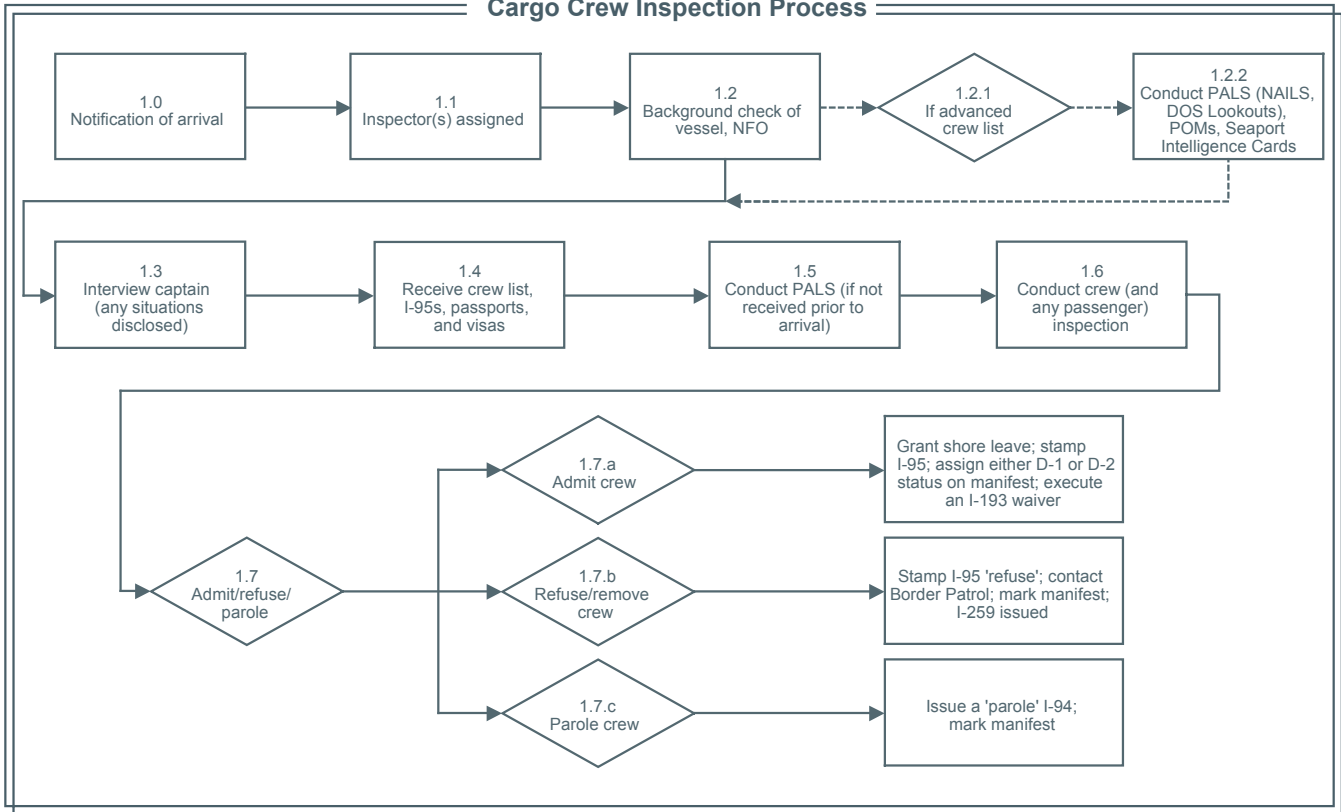 Cargo Crew Inspection Process
1.0
Notification of arrival
1.1
Inspector(s) assigned
1.2
Background check of
vessel, NFO
1.2.1
If advanced
crew list
1.2.2
Conduct PALS (NAILS,
DOS Lookouts),
POMs, Seaport
Intelligence Cards
1.3
Interview captain
(any situations
disclosed)
1.4
Receive crew list,
I-95s, passports,
and visas
1.5
Conduct PALS (if not
received prior to
arrival)
1.6
Conduct crew (and
any passenger)
inspection
1.7
Admit/refuse/
parole
1.7.a
Admit crew
Grant shore leave; stamp
I-95; assign either D-1 or D-2
status on manifest; execute
an I-193 waiver
1.7.b
Refuse/remove
crew
Stamp I-95 'refuse'; contact
Border Patrol; mark manifest;
I-259 issued
1.7.c
Parole crew
Issue a 'parole' I-94;
mark manifest